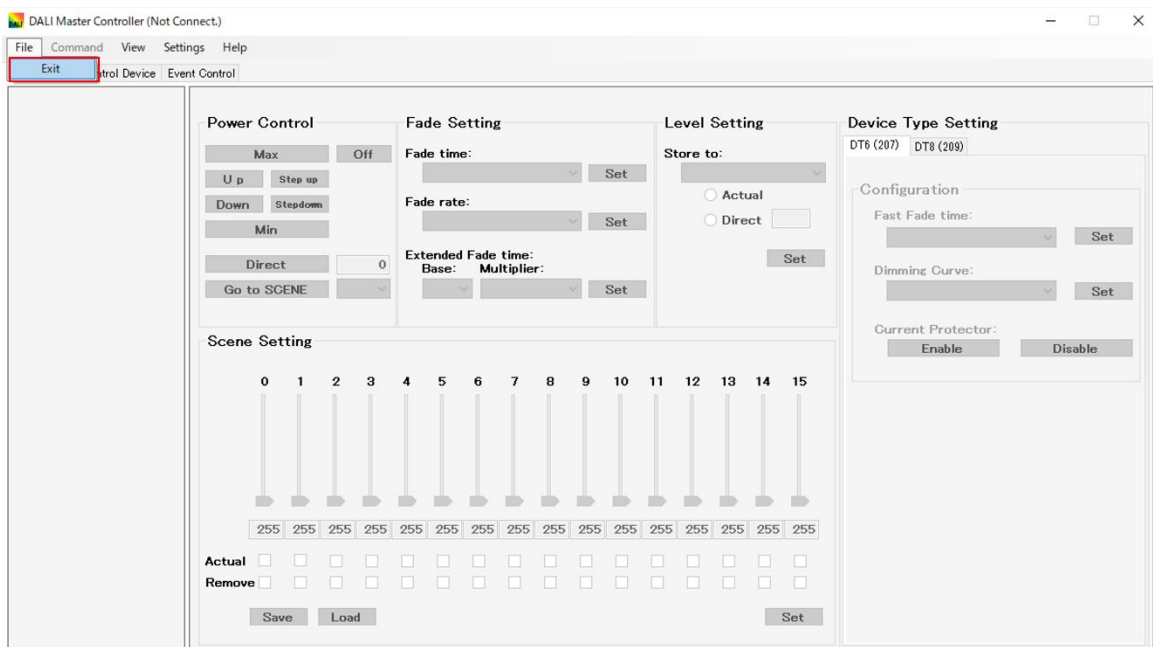 DALI Master Controller (Not Connect.)
File Command View Settings Help
Exit
ntrol Device Event Control
Power Control
Max Off
U p Step up
Down Stepdown
Min
Direct 0
Go to SCENE
Fade Setting
Fade time:
Set
Fade rate:
Set
Extended Fade time:
Base: Multiplier:
Set
Level Setting
Store to:
Actual
Direct
Set
Device Type Setting
DT6 (207) DT8 (209)
Configuration
Fast Fade time:
Set
Dimming Curve:
Set
Current Protector:
Enable Disable
Scene Setting
0 1 2 3 4 5 6 7 8 9 10 11 12 13 14 15
255 255 255 255 255 255 255 255 255 255 255 255 255 255 255 255
Actual
Remove
Save Load Set